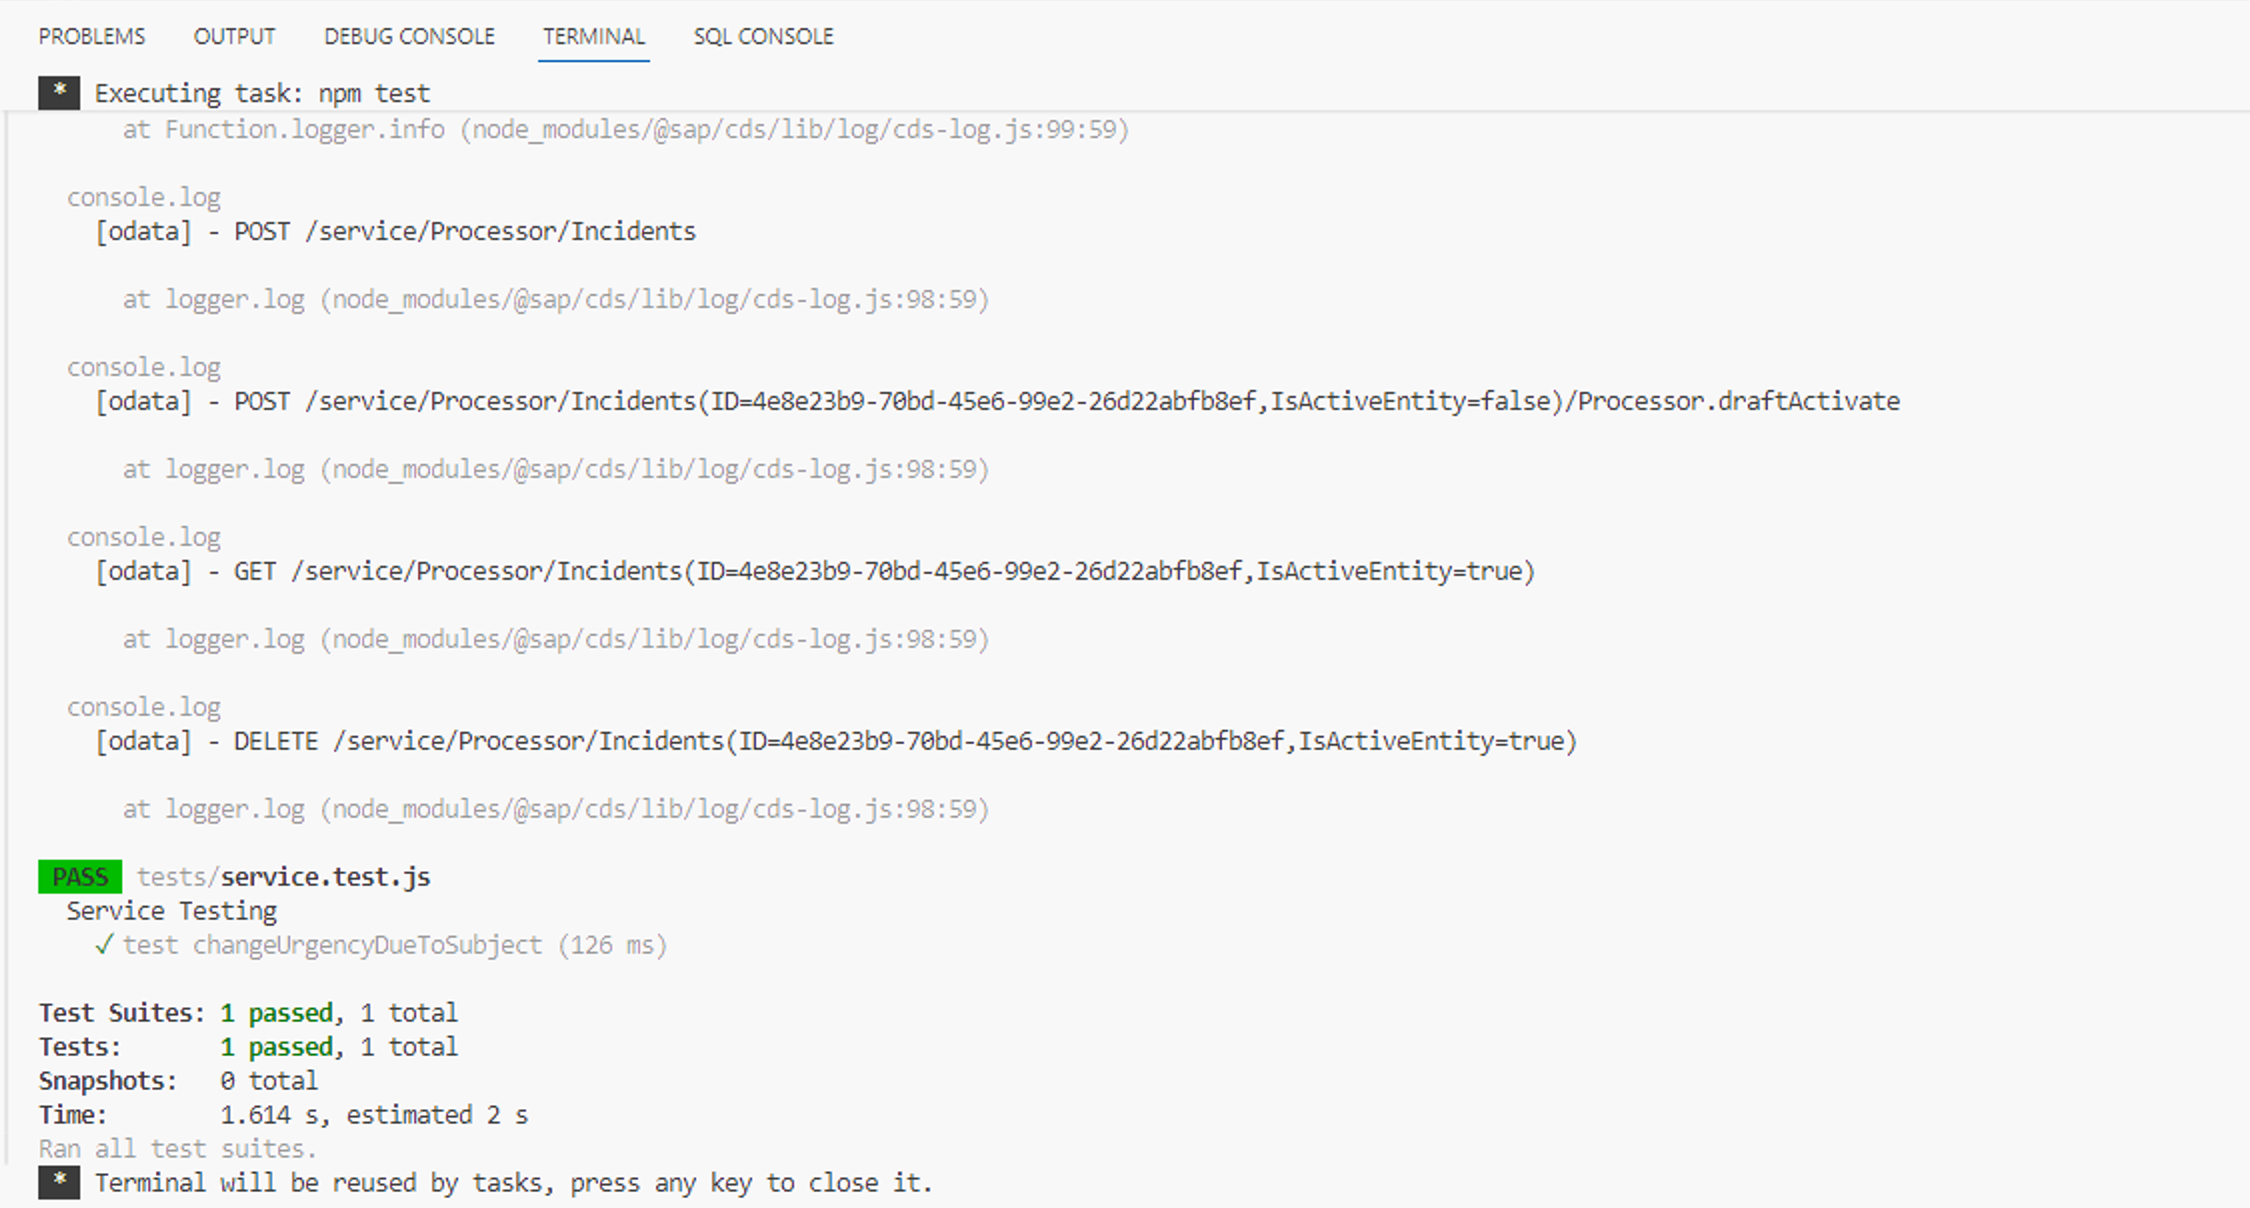 PROBLEMS OUTPUT DEBUG CONSOLE TERMINAL SQL CONSOLE
* Executing task: npm test
at Function.logger.info (node_modules/@sap/cds/lib/log/cds-log.js:99:59)
console.log
[odata] - POST /service/Processor/Incidents
at logger.log (node_modules/@sap/cds/lib/log/cds-log.js:98:59)
console.log
[odata] - POST /service/Processor/Incidents(ID=4e8e23b9-70bd-45e6-99e2-26d22abfb8ef,IsActiveEntity=false)/Processor.draftActivate
at logger.log (node_modules/@sap/cds/lib/log/cds-log.js:98:59)
console.log
[odata] - GET /service/Processor/Incidents(ID=4e8e23b9-70bd-45e6-99e2-26d22abfb8ef,IsActiveEntity=true)
at logger.log (node_modules/@sap/cds/lib/log/cds-log.js:98:59)
console.log
[odata] - DELETE /service/Processor/Incidents(ID=4e8e23b9-70bd-45e6-99e2-26d22abfb8ef,IsActiveEntity=true)
at logger.log (node_modules/@sap/cds/lib/log/cds-log.js:98:59)
PASS tests/service.test.js
Service Testing
✓ test changeUrgencyDueToSubject (126 ms)
Test Suites: 1 passed, 1 total
Tests: 1 passed, 1 total
Snapshots: 0 total
Time: 1.614 s, estimated 2 s
Ran all test suites.
* Terminal will be reused by tasks, press any key to close it.